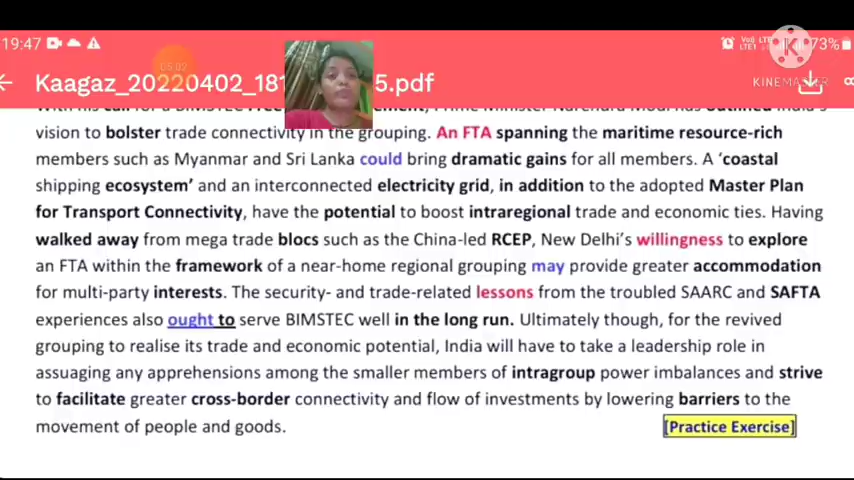 19:47 73%
05:02
Kaagaz_20220402_181 5.pdf
KINEMASTER
vision to bolster trade connectivity in the grouping. An FTA spanning the maritime resource-rich
members such as Myanmar and Sri Lanka could bring dramatic gains for all members. A ‘coastal
shipping ecosystem’ and an interconnected electricity grid, in addition to the adopted Master Plan
for Transport Connectivity, have the potential to boost intraregional trade and economic ties. Having
walked away from mega trade blocs such as the China-led RCEP, New Delhi’s willingness to explore
an FTA within the framework of a near-home regional grouping may provide greater accommodation
for multi-party interests. The security- and trade-related lessons from the troubled SAARC and SAFTA
experiences also ought to serve BIMSTEC well in the long run. Ultimately though, for the revived
grouping to realise its trade and economic potential, India will have to take a leadership role in
assuaging any apprehensions among the smaller members of intragroup power imbalances and strive
to facilitate greater cross-border connectivity and flow of investments by lowering barriers to the
movement of people and goods. [Practice Exercise]